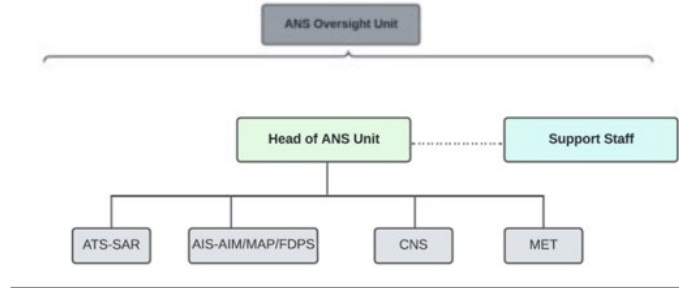 ANS Oversight Unit
Head of ANS Unit
Support Staff
ATS-SAR
AIS-AIM/MAP/FDPS
CNS
MET